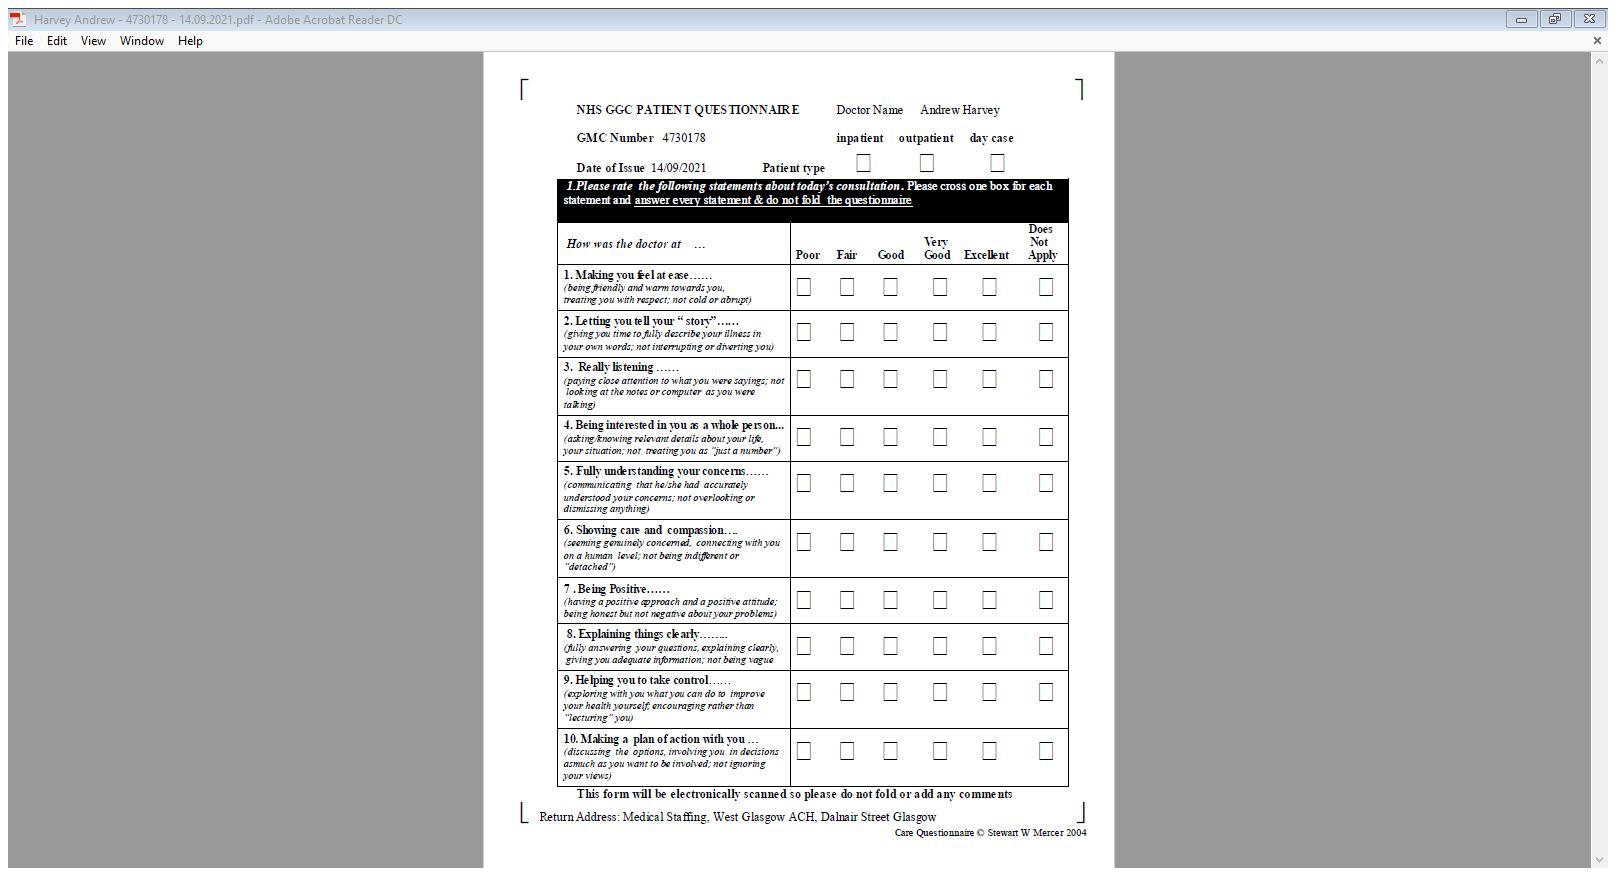 Harvey Andrew - 4730178 - 14.09.2021.pdf - Adobe Acrobat Reader DC
File Edit View Window Help
NHS GGC PATIENT QUESTIONNAIRE Doctor Name Andrew Harvey
GMC Number 4730178 inpatient outpatient day case
Date of Issue 14/09/2021 Patient type
1.Please rate the following statements about today's consultation. Please cross one box for each
statement and answer every statement & do not fold the questionnaire
How was the doctor at ...
Poor Fair Good Very Good Excellent Does Not Apply
1. Making you feel at ease……
(being friendly and warm towards you,
treating you with respect; not cold or abrupt)
2. Letting you tell your “ story”……
(giving you time to fully describe your illness in
your own words; not interrupting or diverting you)
3. Really listening ……
(paying close attention to what you were sayings; not
looking at the notes or computer as you were
talking)
4. Being interested in you as a whole person...
(asking/knowing relevant details about your life,
your situation; not treating you as "just a number")
5. Fully understanding your concerns……
(communicating that he/she had accurately
understood your concerns; not overlooking or
dismissing anything)
6. Showing care and compassion….
(seeming genuinely concerned, connecting with you
on a human level; not being indifferent or
"detached")
7 . Being Positive……
(having a positive approach and a positive attitude;
being honest but not negative about your problems)
8. Explaining things clearly……..
(fully answering your questions, explaining clearly,
giving you adequate information; not being vague
9. Helping you to take control……
(exploring with you what you can do to improve
your health yourself; encouraging rather than
"lecturing" you)
10. Making a plan of action with you …
(discussing the options, involving you in decisions
asmuch as you want to be involved; not ignoring
your views)
This form will be electronically scanned so please do not fold or add any comments
Return Address: Medical Staffing, West Glasgow ACH, Dalnair Street Glasgow
Care Questionnaire © Stewart W Mercer 2004